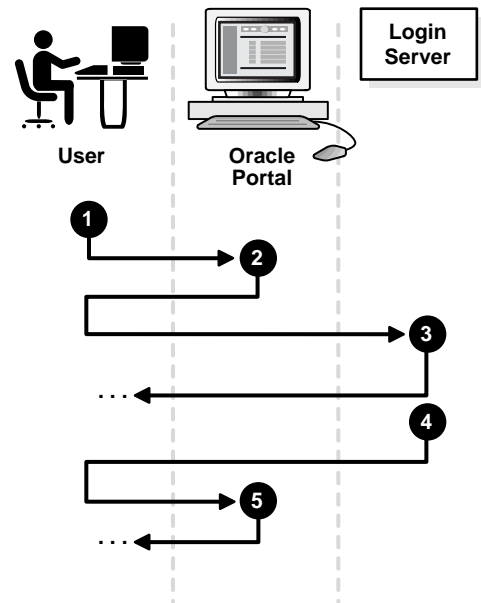 Login
Server
User
Oracle
Portal
1
2
3
. . .
4
5
. . .